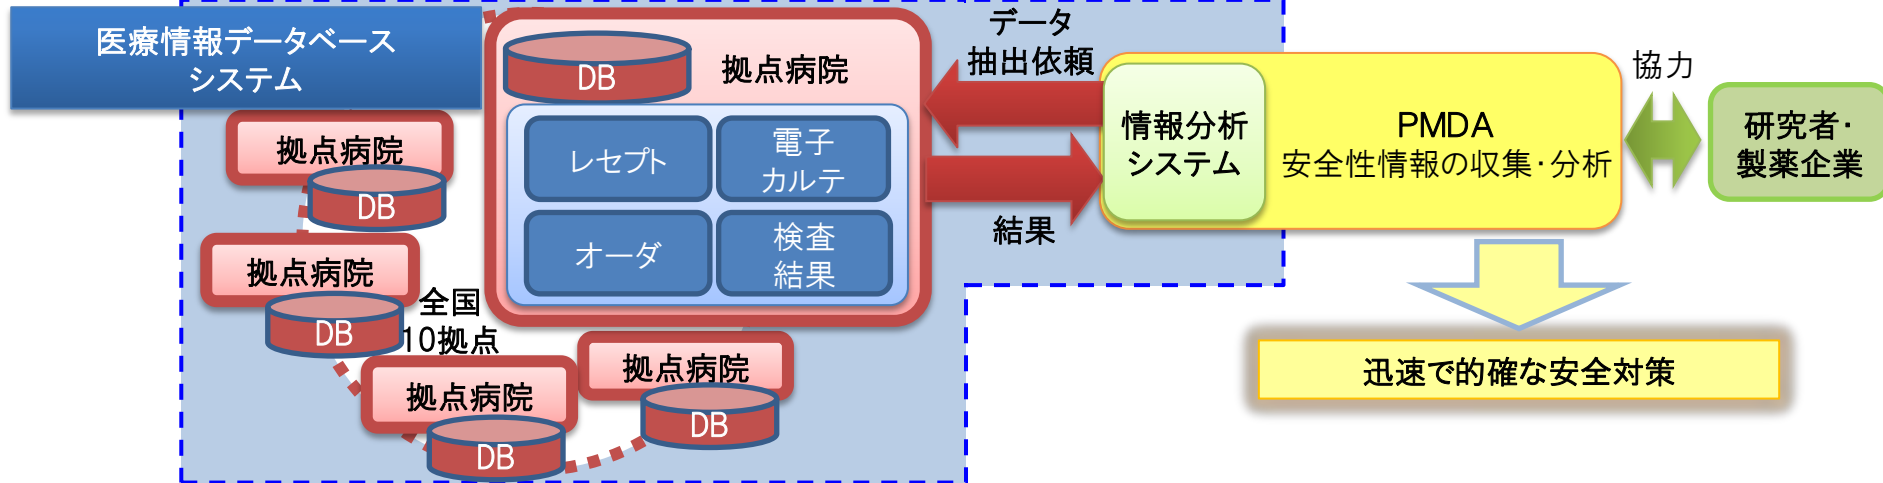 医療情報データベース
システム
DB
拠点病院
レセプト
電子
カルテ
オーダ
検査
結果
データ
抽出依頼
結果
情報分析
システム
PMDA
安全性情報の収集・分析
協力
研究者・
製薬企業
拠点病院
DB
拠点病院
DB
全国
10拠点
拠点病院
DB
拠点病院
DB
迅速で的確な安全対策